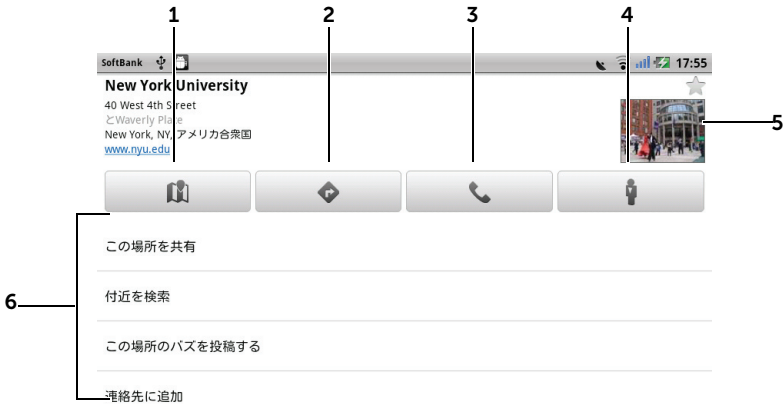 1 2 3 4
SoftBank 17:55
New York University
40 West 4th Street
とWaverly Place
New York, NY, アメリカ合衆国
www.nyu.edu
5
この場所を共有
付近を検索
6
この場所のバズを投稿する
連絡先に追加